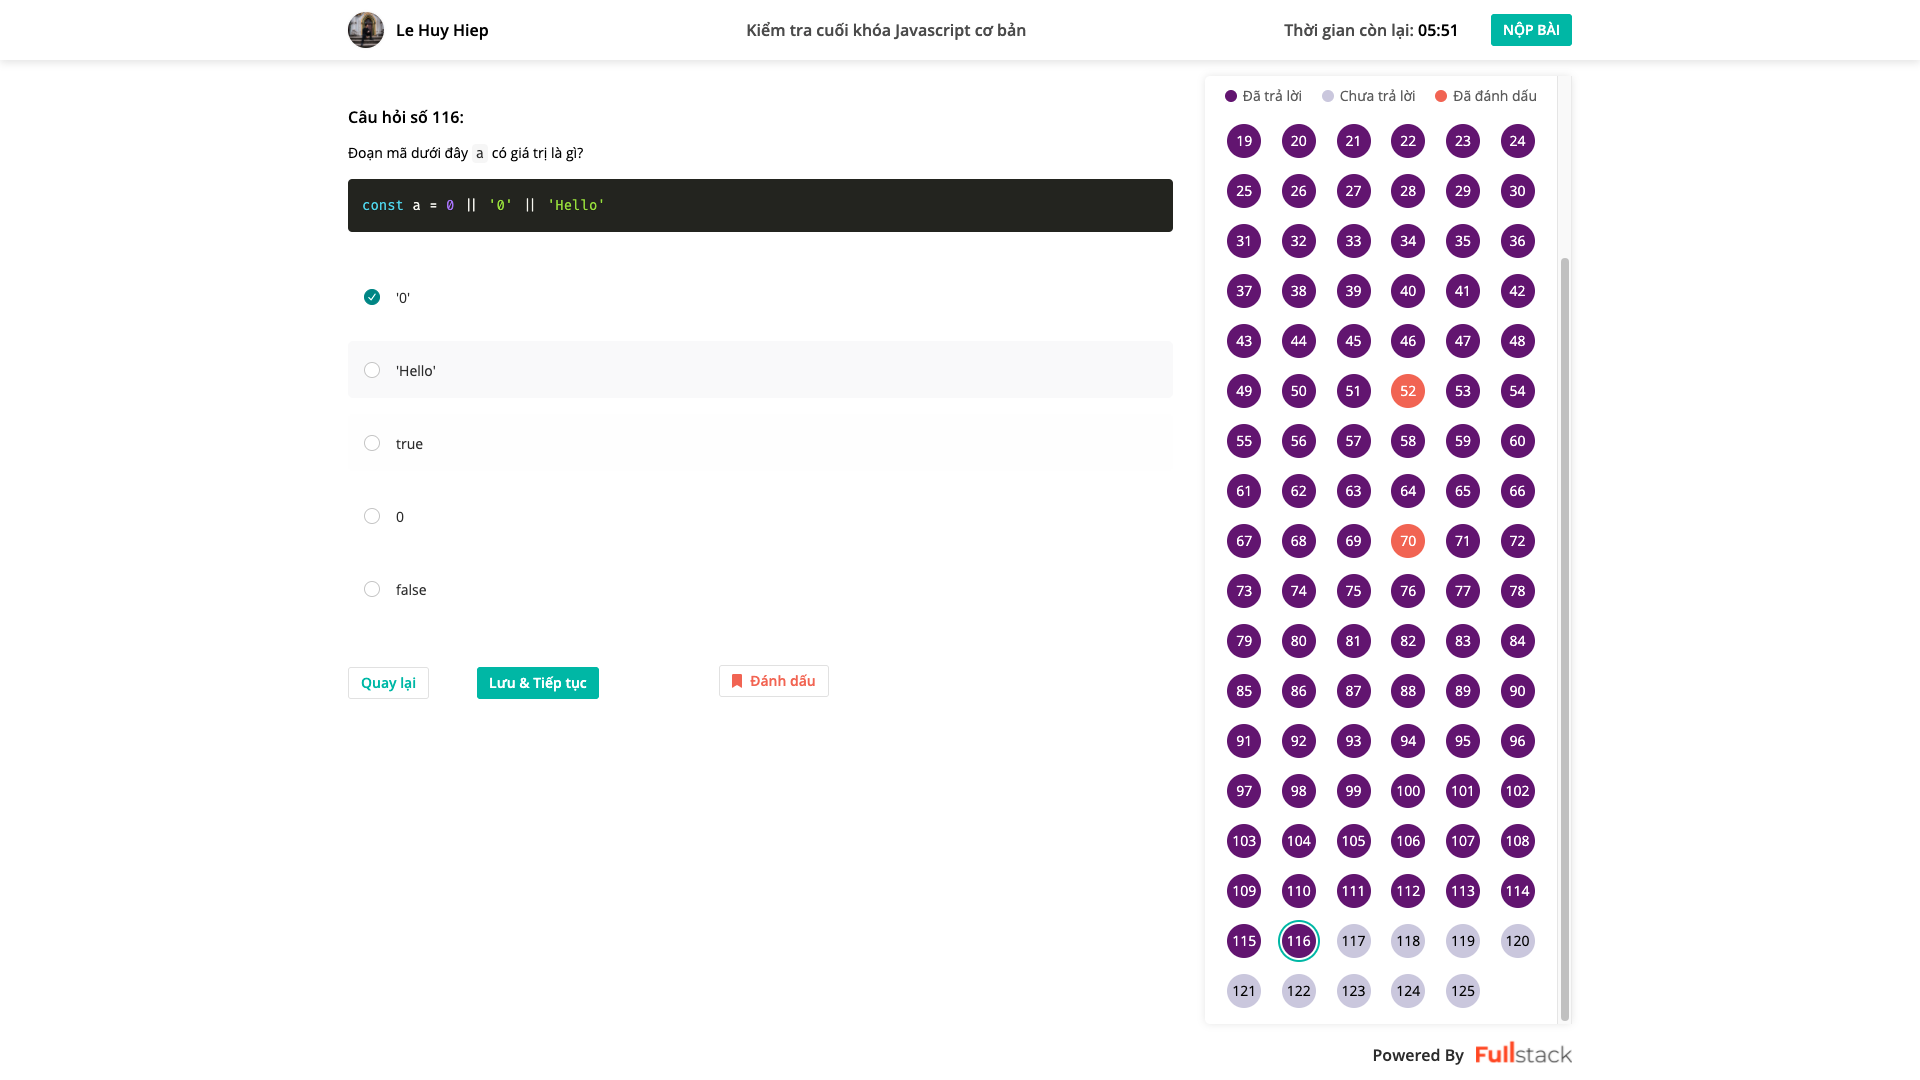 Le Huy Hiep
Kiểm tra cuối khóa Javascript cơ bản
Thời gian còn lại: 05:51
NỘP BÀI
Câu hỏi số 116:
Đoạn mã dưới đây a có giá trị là gì?
const a = 0 || '0' || 'Hello'
'0'
'Hello'
true
0
false
Quay lại
Lưu & Tiếp tục
Đánh dấu
Đã trả lời Chưa trả lời Đã đánh dấu
19 20 21 22 23 24
25 26 27 28 29 30
31 32 33 34 35 36
37 38 39 40 41 42
43 44 45 46 47 48
49 50 51 52 53 54
55 56 57 58 59 60
61 62 63 64 65 66
67 68 69 70 71 72
73 74 75 76 77 78
79 80 81 82 83 84
85 86 87 88 89 90
91 92 93 94 95 96
97 98 99 100 101 102
103 104 105 106 107 108
109 110 111 112 113 114
115 116 117 118 119 120
121 122 123 124 125
Powered By Fullstack